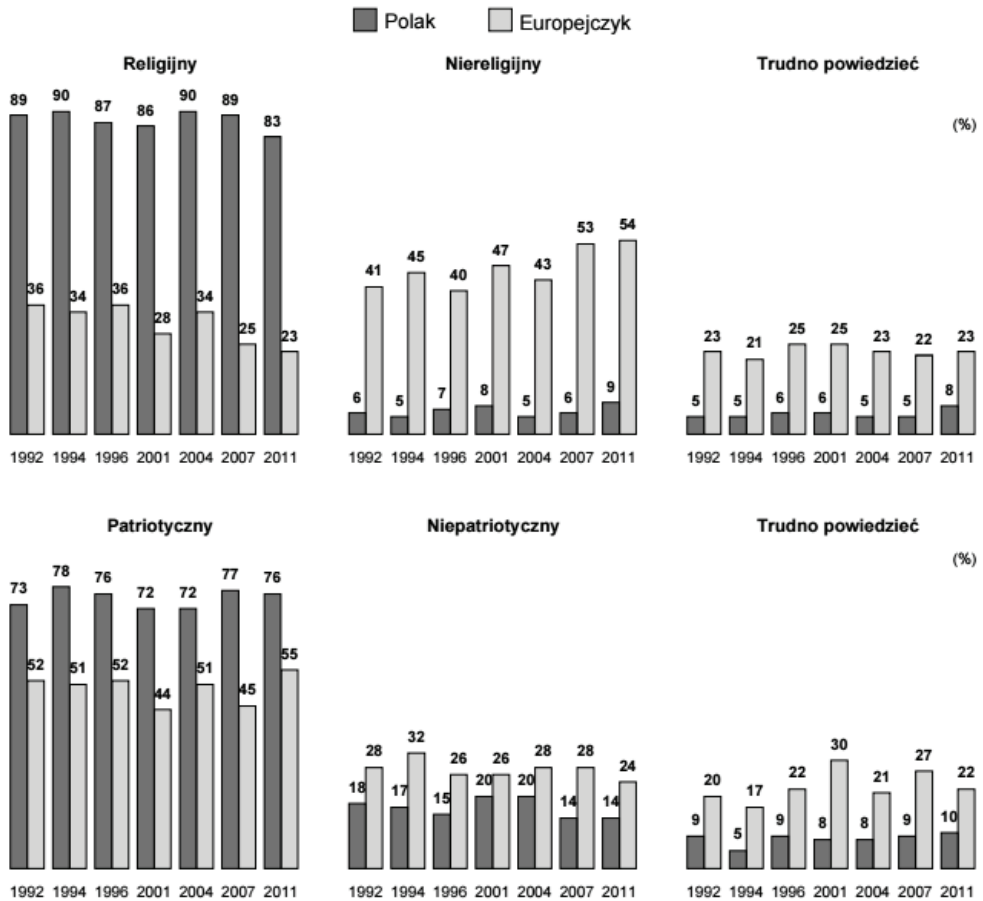 Polak Europejczyk
Religijny Niereligijny Trudno powiedzieć
(%)
89 90 87 86 90 89 83
36 34 36 28 34 25 23
41 45 40 47 43 53 54
6 5 7 8 5 6 9
23 21 25 25 23 22 23
5 5 6 6 5 5 8
1992 1994 1996 2001 2004 2007 2011 1992 1994 1996 2001 2004 2007 2011 1992 1994 1996 2001 2004 2007 2011
Patriotyczny Niepatriotyczny Trudno powiedzieć
(%)
73 78 76 72 72 77 76
52 51 52 44 51 45 55
28 32 26 26 28 28 24
18 17 15 20 20 14 14
20 17 22 30 21 27 22
9 5 9 8 8 9 10
1992 1994 1996 2001 2004 2007 2011 1992 1994 1996 2001 2004 2007 2011 1992 1994 1996 2001 2004 2007 2011